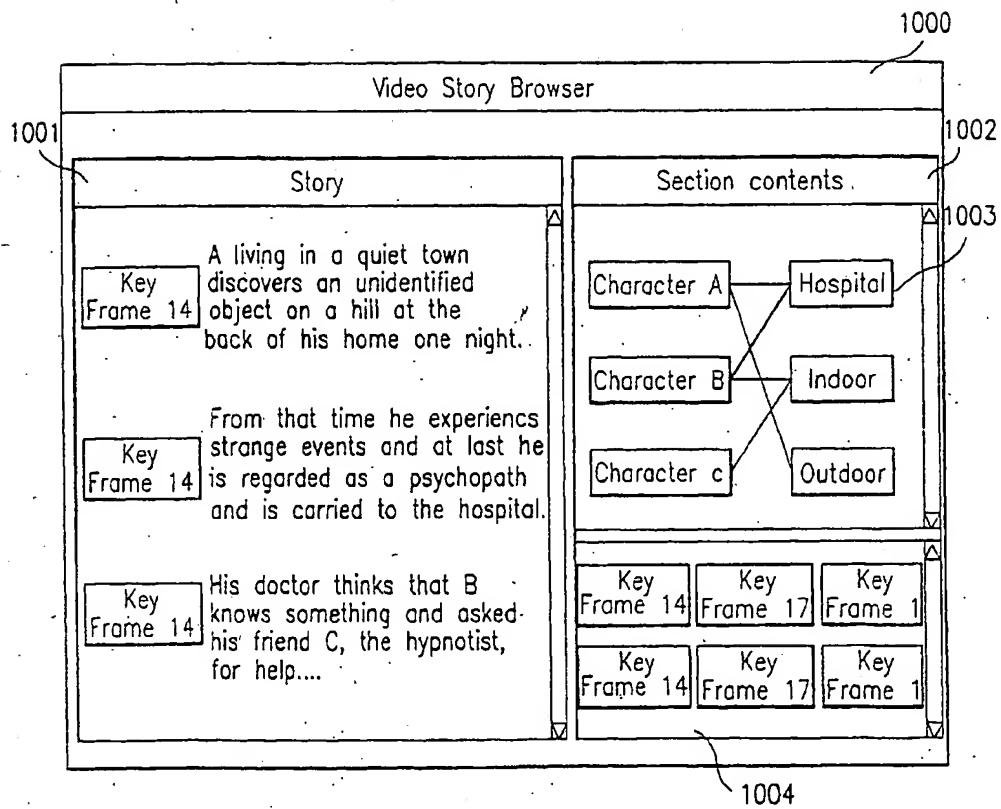 1000
Video Story Browser
1001
1002
Story
Section contents
1003
Key
Frame 14
A living in a quiet town
discovers an unidentified
object on a hill at the
back of his home one night.
Key
Frame 14
From that time he experiencs
strange events and at last he
is regarded as a psychopath
and is carried to the hospital.
Key
Frame 14
His doctor thinks that B
knows something and asked
his friend C, the hypnotist,
for help....
Character A
Hospital
Character B
Indoor
Character c
Outdoor
Key
Frame 14
Key
Frame 17
Key
Frame 1
Key
Frame 14
Key
Frame 17
Key
Frame 1
1004